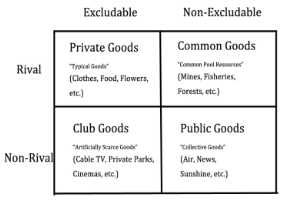 Excludable
Non-Excludable
Rival
Private Goods
"Typical Goods"
(Clothes, Food, Flowers,
etc.)
Common Goods
"Common Pool Resources"
(Mines, Fisheries,
Forests, etc.)
Non-Rival
Club Goods
"Artificially Scarce Goods"
(Cable TV, Private Parks,
Cinemas, etc.)
Public Goods
"Collective Goods"
(Air, News,
Sunshine, etc.)